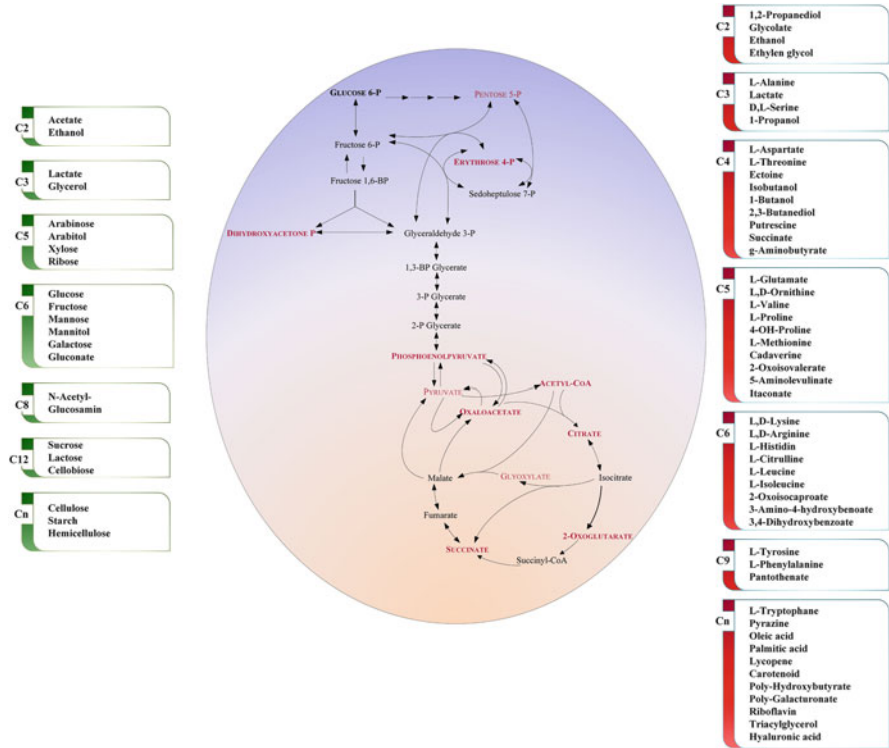 C2
Acetate
Ethanol
C3
Lactate
Glycerol
C5
Arabinose
Arabitol
Xylose
Ribose
C6
Glucose
Fructose
Mannose
Mannitol
Galactose
Gluconate
C8
N-Acetyl-
Glucosamin
C12
Sucrose
Lactose
Cellobiose
Cn
Cellulose
Starch
Hemicellulose
GLUCOSE 6-P
PENTOSE 5-P
Fructose 6-P
ERYTHROSE 4-P
Fructose 1,6-BP
Sedoheptulose 7-P
DIHYDROXYACETONE P
Glyceraldehyde 3-P
1,3-BP Glycerate
3-P Glycerate
2-P Glycerate
PHOSPHOENOLPYRUVATE
PYRUVATE
ACETYL-COA
OXALOACETATE
CITRATE
Malate
GLYOXYLATE
Isocitrate
Fumarate
SUCCINATE
2-OXOGLUTARATE
Succinyl-CoA
C2
1,2-Propanediol
Glycolate
Ethanol
Ethylen glycol
C3
L-Alanine
Lactate
D,L-Serine
1-Propanol
C4
L-Aspartate
L-Threonine
Ectoine
Isobutanol
1-Butanol
2,3-Butanediol
Putrescine
Succinate
g-Aminobutyrate
C5
L-Glutamate
L,D-Ornithine
L-Valine
L-Proline
4-OH-Proline
L-Methionine
Cadaverine
2-Oxoisovalerate
5-Aminolevulinate
Itaconate
C6
L,D-Lysine
L,D-Arginine
L-Histidin
L-Citrulline
L-Leucine
L-Isoleucine
2-Oxoisocaproate
3-Amino-4-hydroxybenoate
3,4-Dihydroxybenzoate
C9
L-Tyrosine
L-Phenylalanine
Pantothenate
Cn
L-Tryptophane
Pyrazine
Oleic acid
Palmitic acid
Lycopene
Carotenoid
Poly-Hydroxybutyrate
Poly-Galacturonate
Riboflavin
Triacylglycerol
Hyaluronic acid